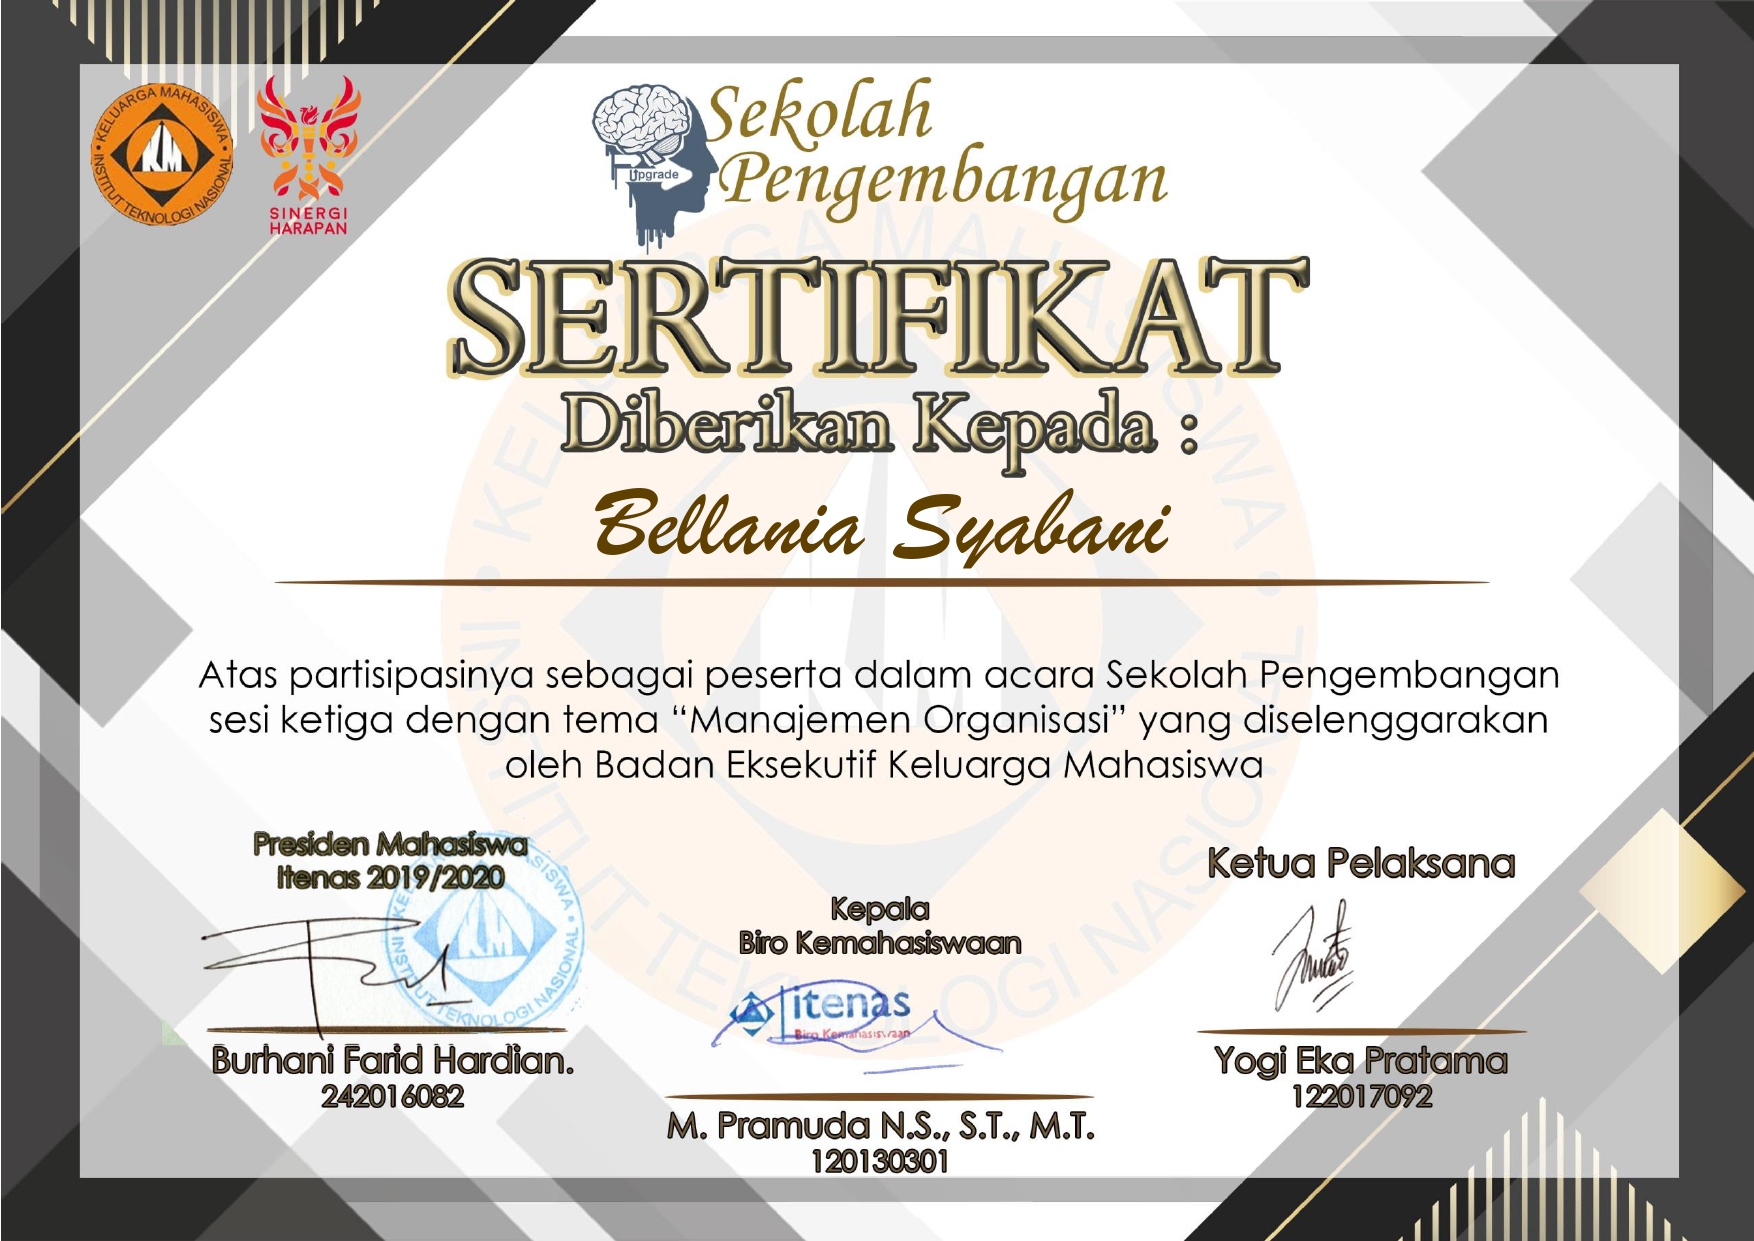 KELUARGA MAHASISWA
INSTITUT TEKNOLOGI NASIONAL
KM
SINERGI
HARAPAN
Upgrade
Sekolah
Pengembangan
SERTIFIKAT
Diberikan Kepada :
Bellania Syabani
Atas partisipasinya sebagai peserta dalam acara Sekolah Pengembangan
sesi ketiga dengan tema “Manajemen Organisasi” yang diselenggarakan
oleh Badan Eksekutif Keluarga Mahasiswa
Presiden Mahasiswa
Itenas 2019/2020
Burhani Farid Hardian.
242016082
Kepala
Biro Kemahasiswaan
itenas
Biro Kemahasiswaan
M. Pramuda N.S., S.T., M.T.
120130301
Ketua Pelaksana
Yogi Eka Pratama
122017092